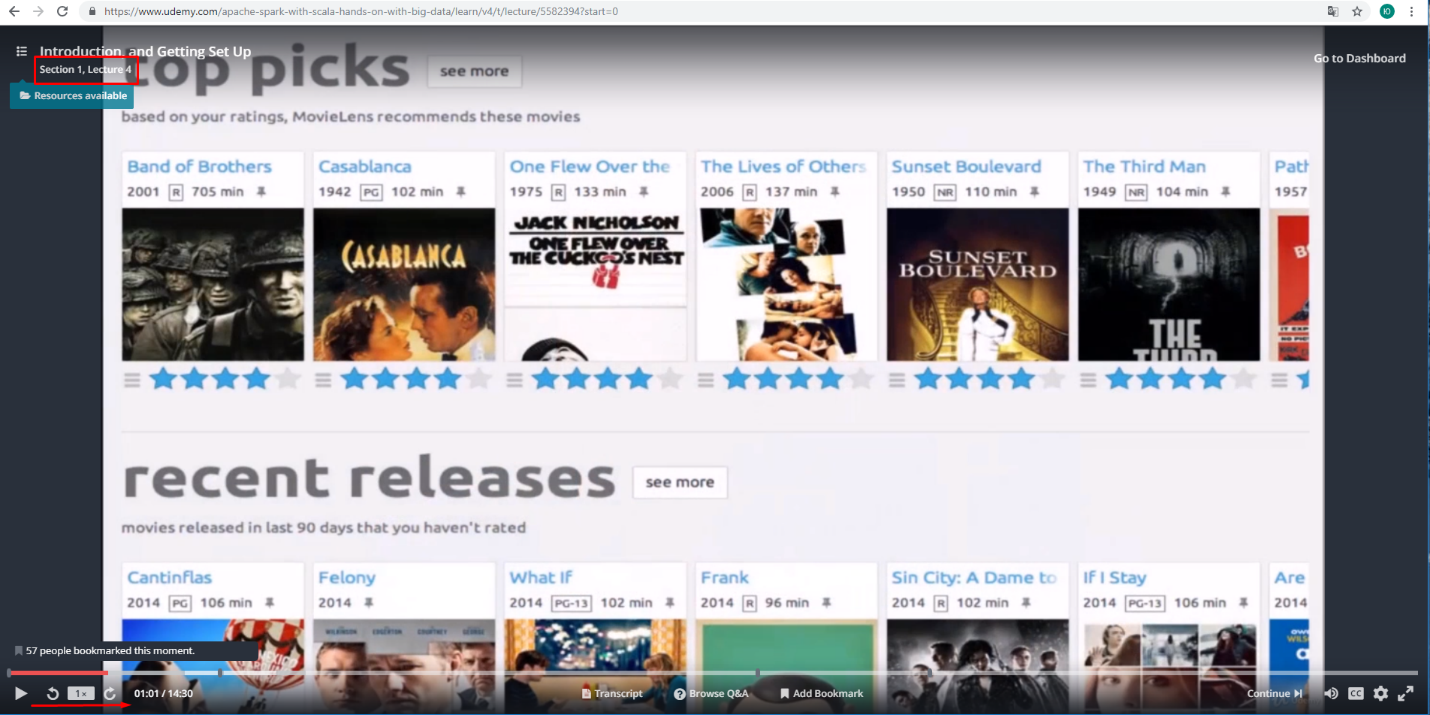 https://www.udemy.com/apache-spark-with-scala-hands-on-with-big-data/learn/v4/t/lecture/5582394?start=0
Ю
Introduction, and Getting Set Up
Section 1, Lecture 4
Go to Dashboard
Resources available
top picks see more
based on your ratings, MovieLens recommends these movies
Band of Brothers Casablanca One Flew Over the The Lives of Others Sunset Boulevard The Third Man Path
2001 R 705 min 1942 PG 102 min 1975 R 133 min 2006 R 137 min 1950 NR 110 min 1949 NR 104 min 1957
JACK NICHOLSON
ONE FLEW OVER
THE CUCKOO'S NEST
CASABLANCA
SUNSET
BOULEVARD
THE
THIRD
recent releases see more
movies released in last 90 days that you haven't rated
Cantinflas Felony What If Frank Sin City: A Dame to If I Stay Are
2014 PG 106 min 2014 2014 PG-13 102 min 2014 R 96 min 2014 R 102 min 2014 PG-13 106 min 2014
WILKINSON EDGERTON COURTNEY GEORGE
MEXICO
57 people bookmarked this moment.
1x 01:01 / 14:30 Transcript Browse Q&A Add Bookmark Continue CC